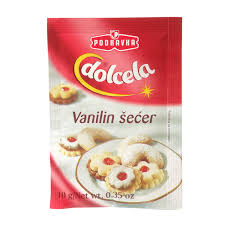 PODRAVKA
dolcela
Vanilin šećer
10 g/Net wt. 0.35 oz